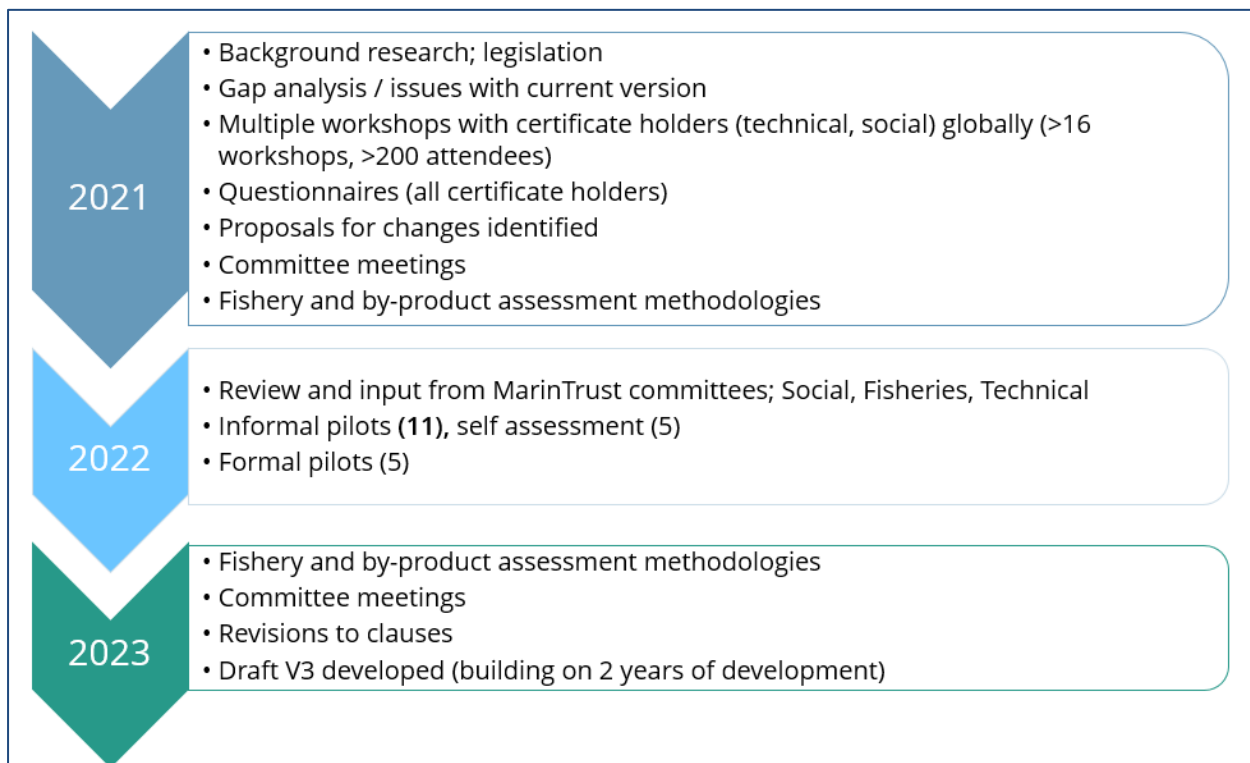 2021
• Background research; legislation
• Gap analysis / issues with current version
• Multiple workshops with certificate holders (technical, social) globally (>16
workshops, >200 attendees)
• Questionnaires (all certificate holders)
• Proposals for changes identified
• Committee meetings
• Fishery and by-product assessment methodologies
2022
• Review and input from MarinTrust committees; Social, Fisheries, Technical
• Informal pilots (11), self assessment (5)
• Formal pilots (5)
2023
• Fishery and by-product assessment methodologies
• Committee meetings
• Revisions to clauses
• Draft V3 developed (building on 2 years of development)